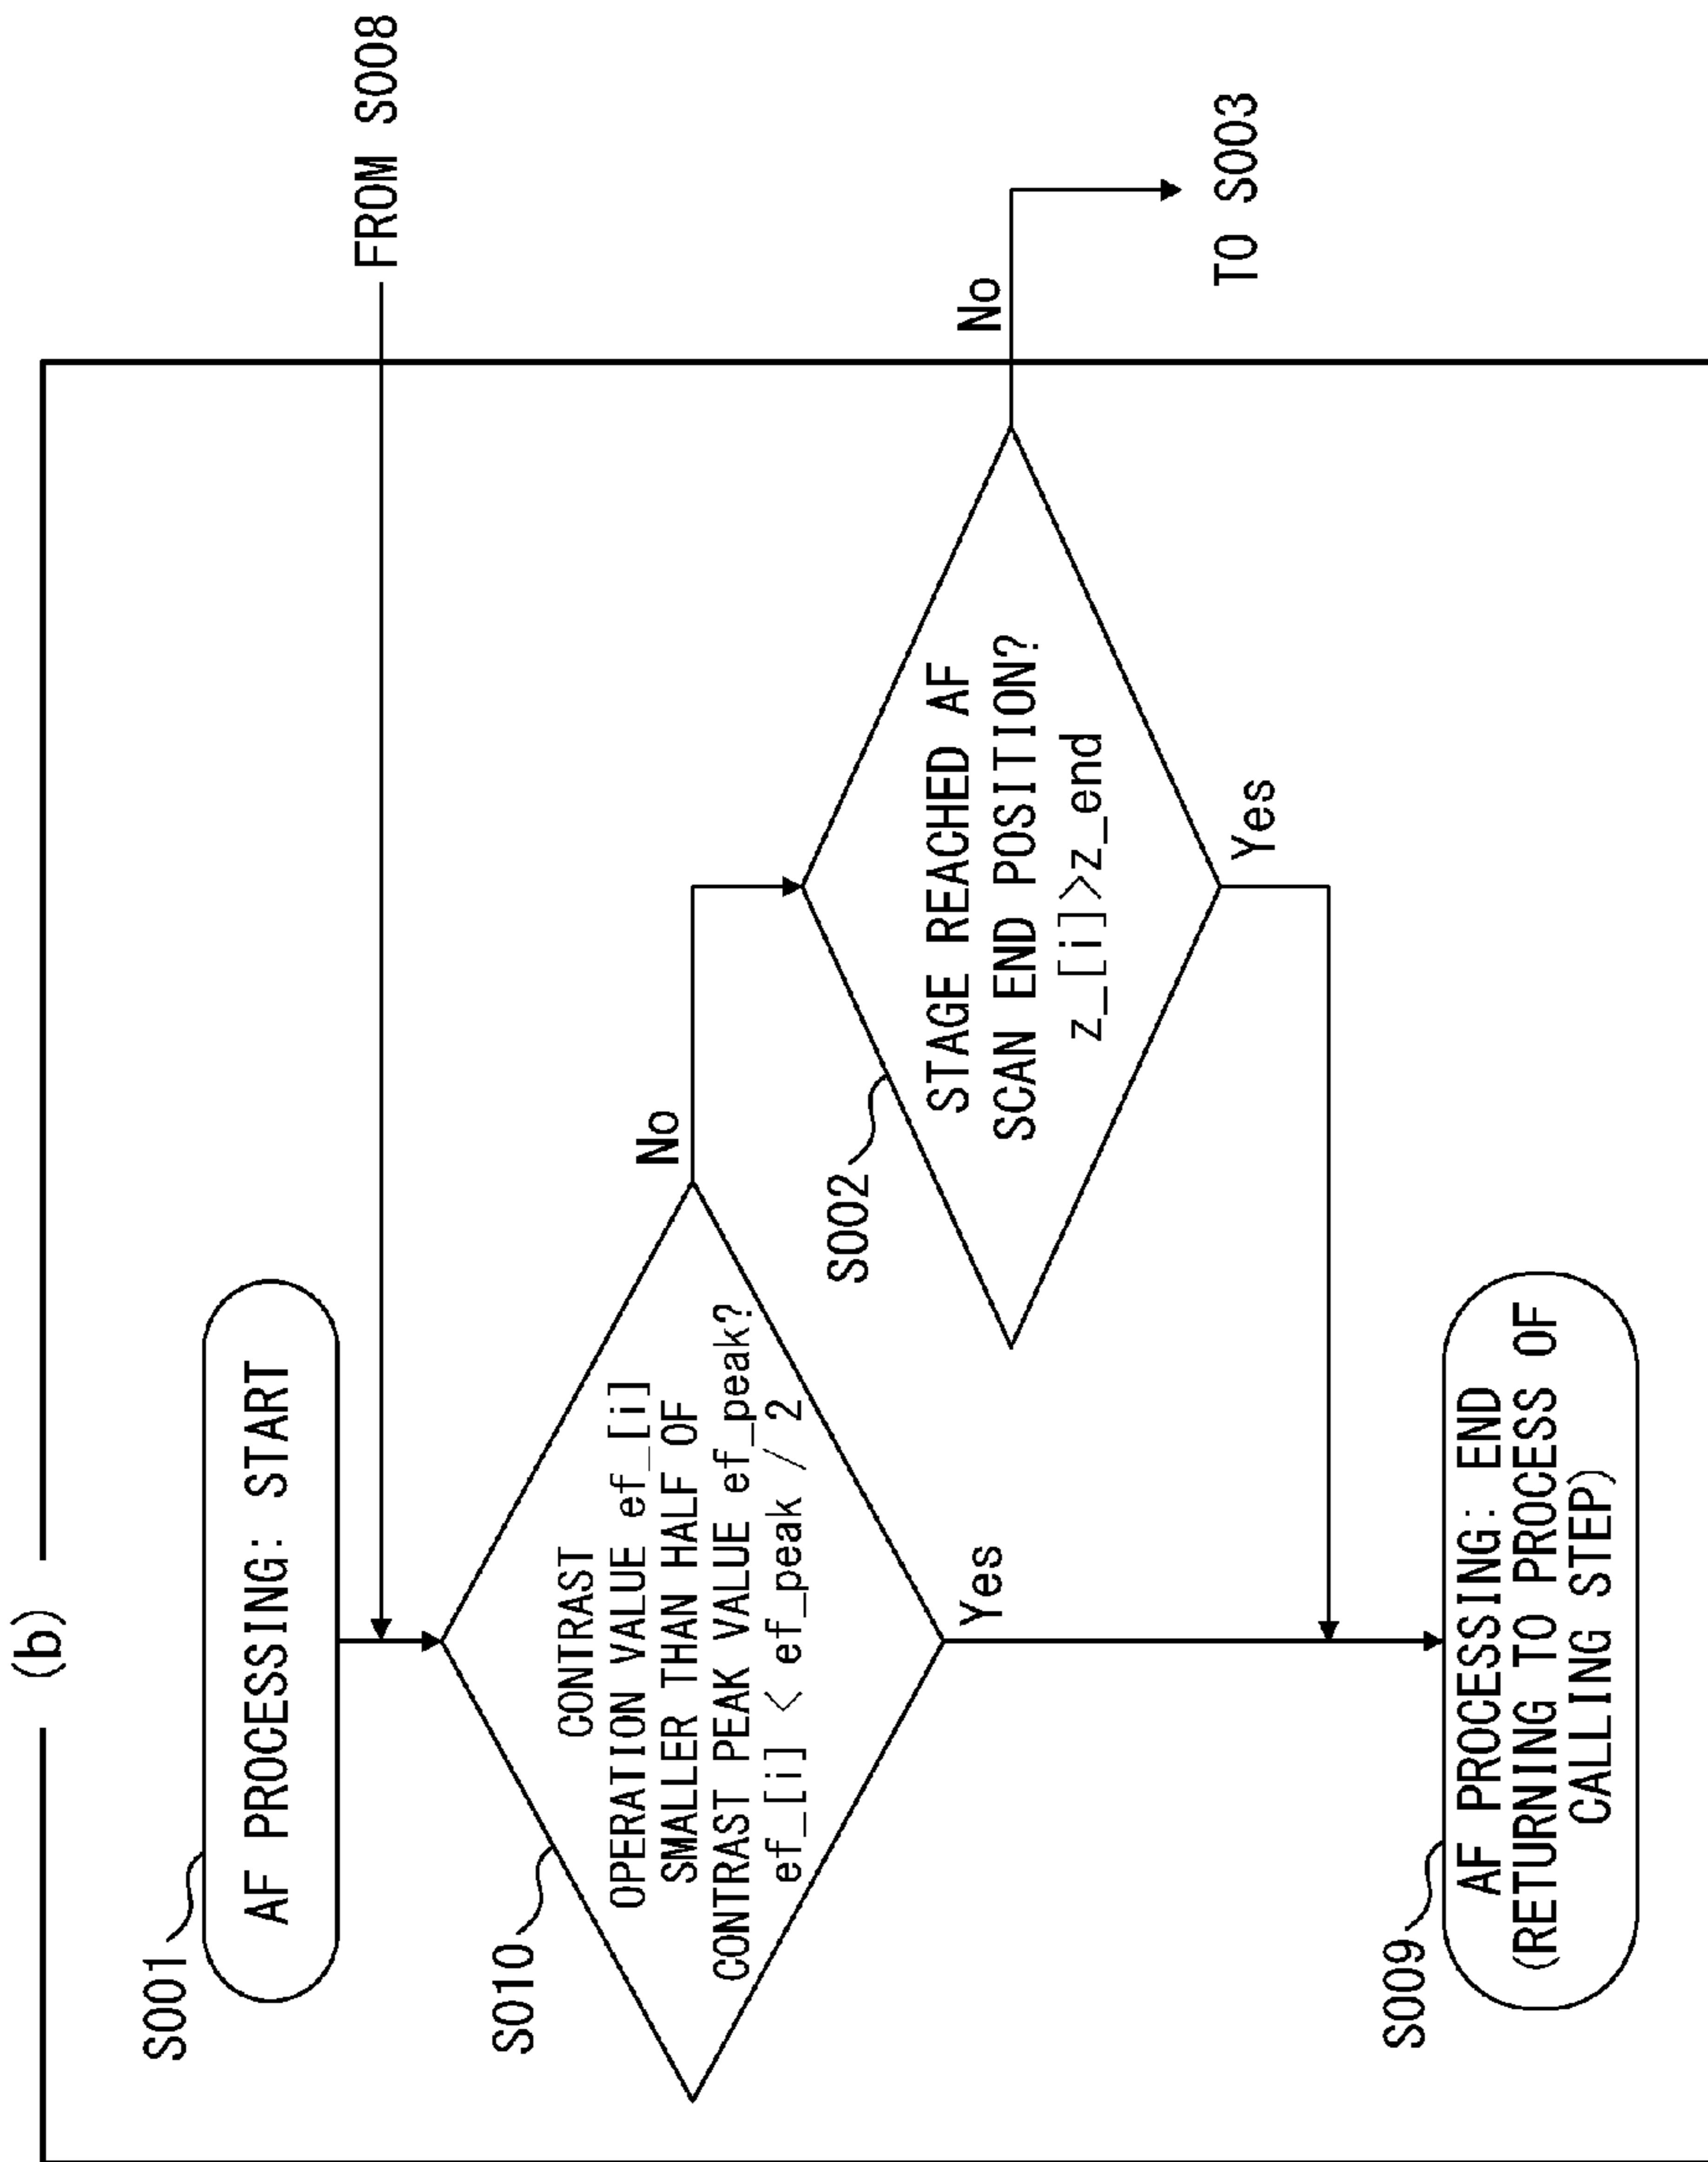 (b)
S001
AF PROCESSING: START
FROM S008
S010
CONTRAST
OPERATION VALUE ef_[i]
SMALLER THAN HALF OF
CONTRAST PEAK VALUE ef_peak?
ef_[i] < ef_peak / 2
No
Yes
S002
STAGE REACHED AF
SCAN END POSITION?
z_[i]>z_end
No
TO S003
Yes
S009
AF PROCESSING: END
(RETURNING TO PROCESS OF
CALLING STEP)